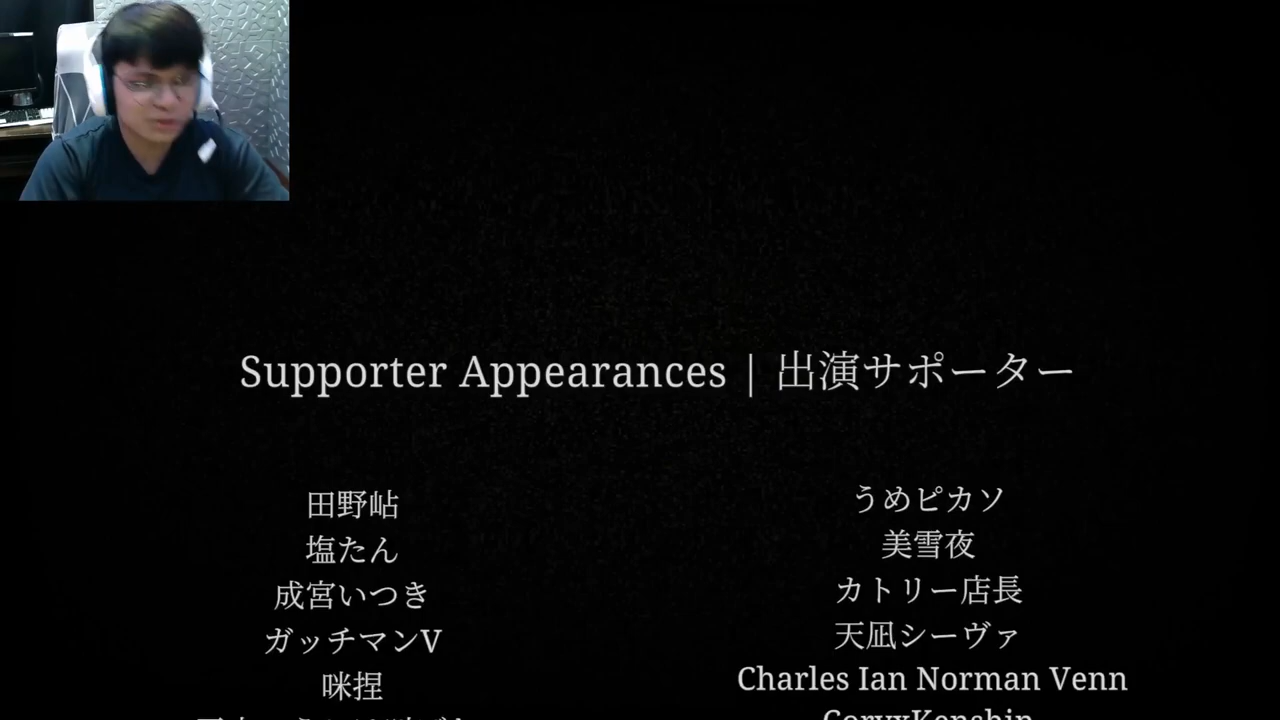 Supporter Appearances | 出演サポーター
田野岾
塩たん
成宮いつき
ガッチマンV
咪捏
うめピカソ
美雪夜
カトリー店長
天凪シーヴァ
Charles Ian Norman Venn
CoryxKenshin